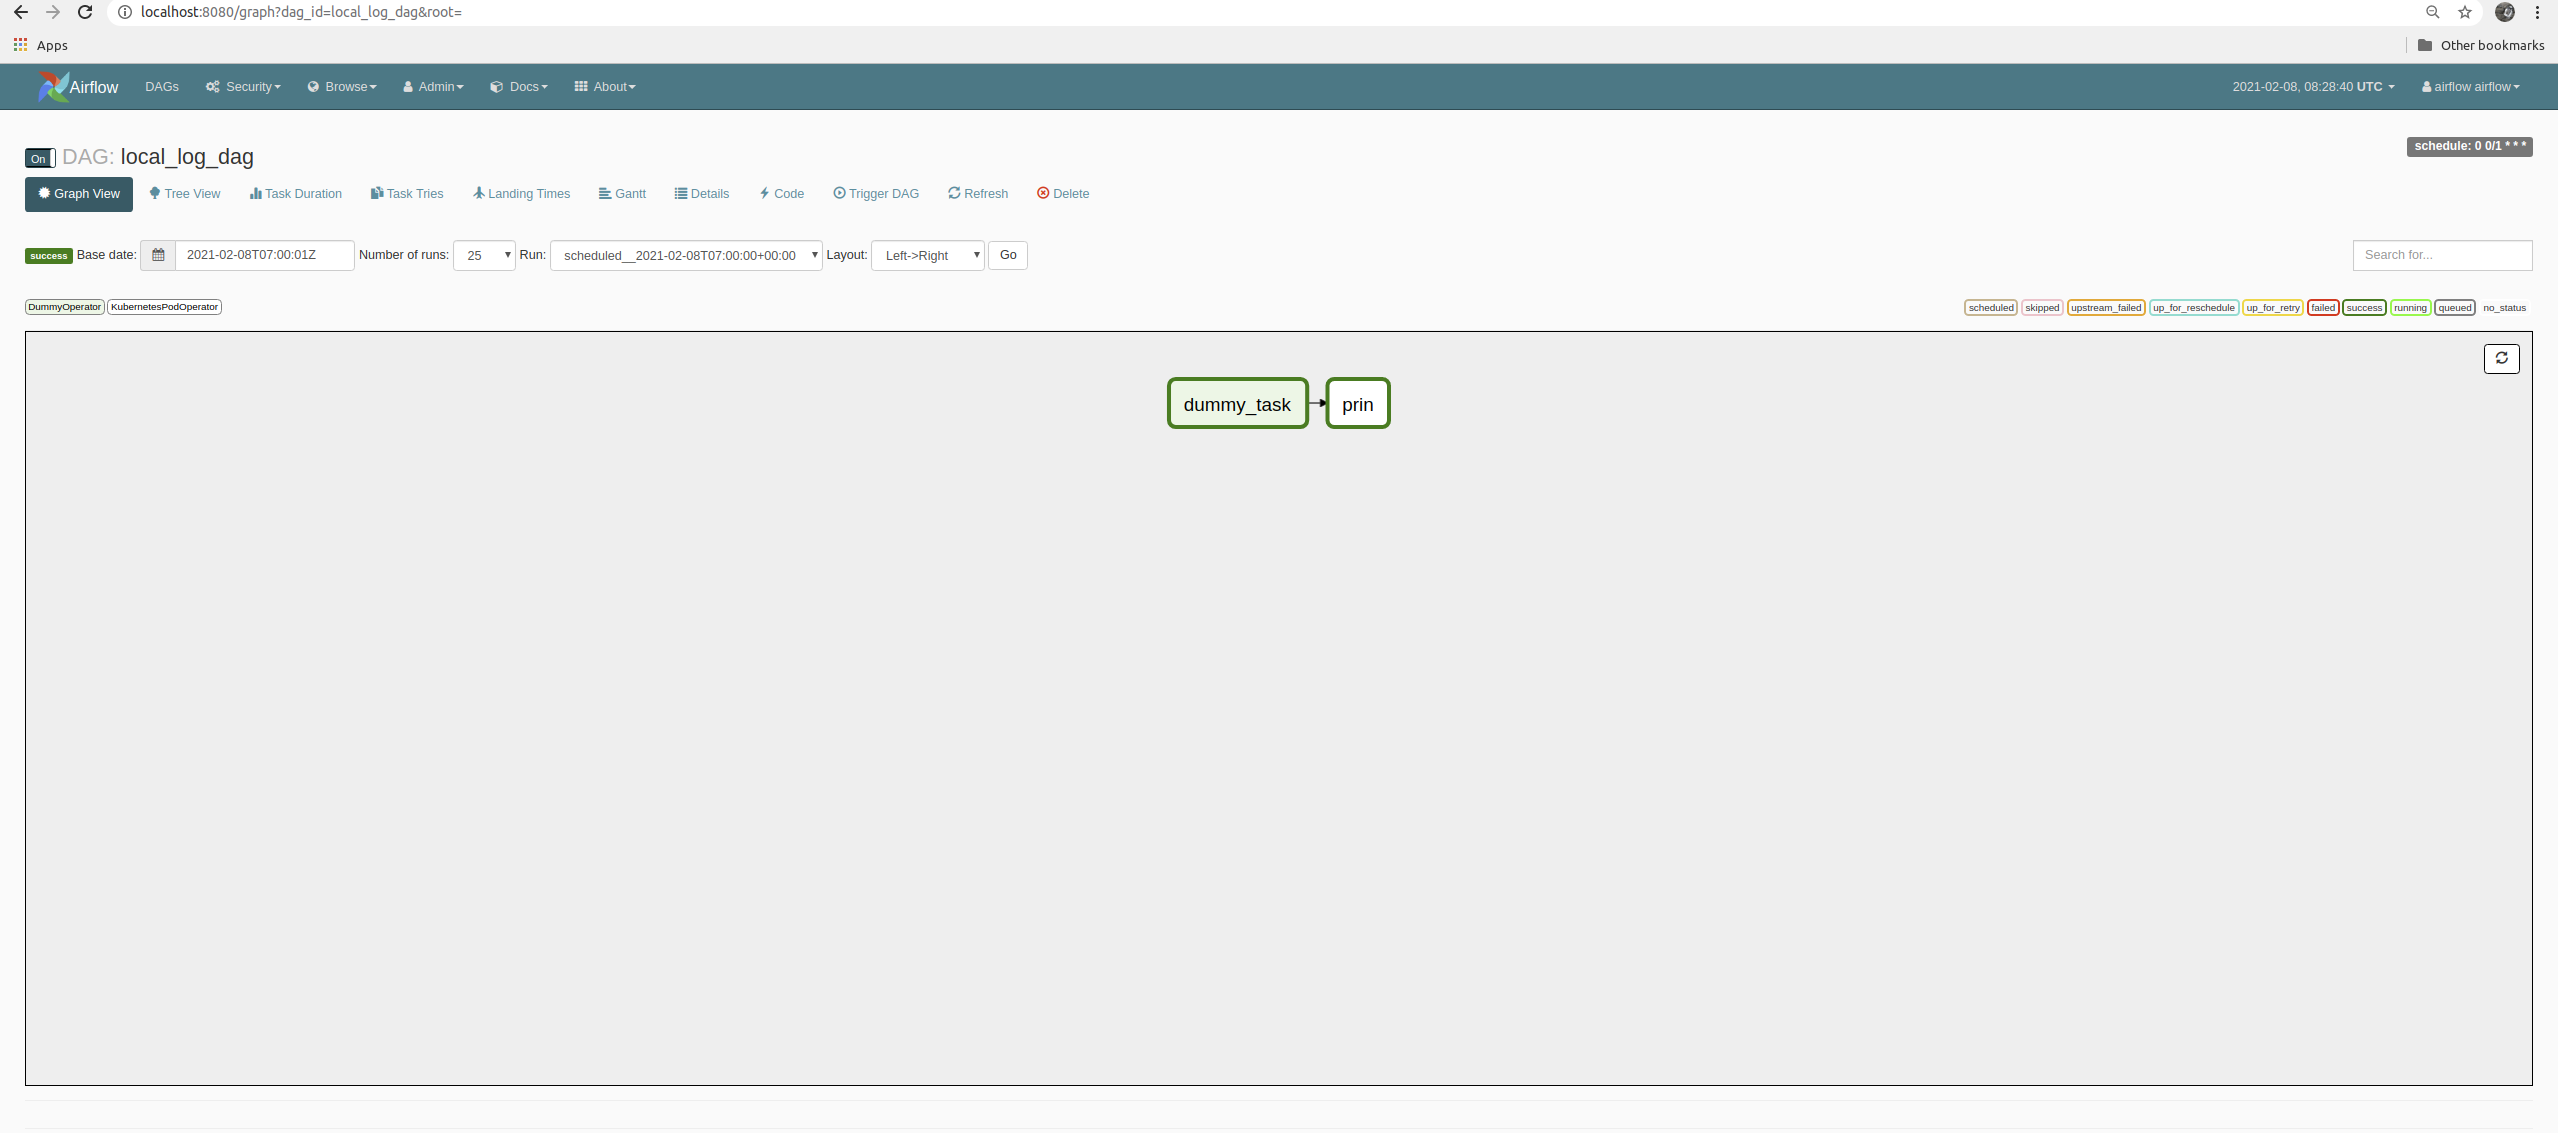 localhost:8080/graph?dag_id=local_log_dag&root=
Apps Other bookmarks
Airflow DAGs Security Browse Admin Docs About 2021-02-08, 08:28:40 UTC airflow airflow
On DAG: local_log_dag schedule: 0 0/1 * * *
Graph View Tree View Task Duration Task Tries Landing Times Gantt Details Code Trigger DAG Refresh Delete
success Base date: 2021-02-08T07:00:01Z Number of runs: 25 Run: scheduled__2021-02-08T07:00:00+00:00 Layout: Left->Right Go Search for...
DummyOperator KubernetesPodOperator scheduled skipped upstream_failed up_for_reschedule up_for_retry failed success running queued no_status
dummy_task prin